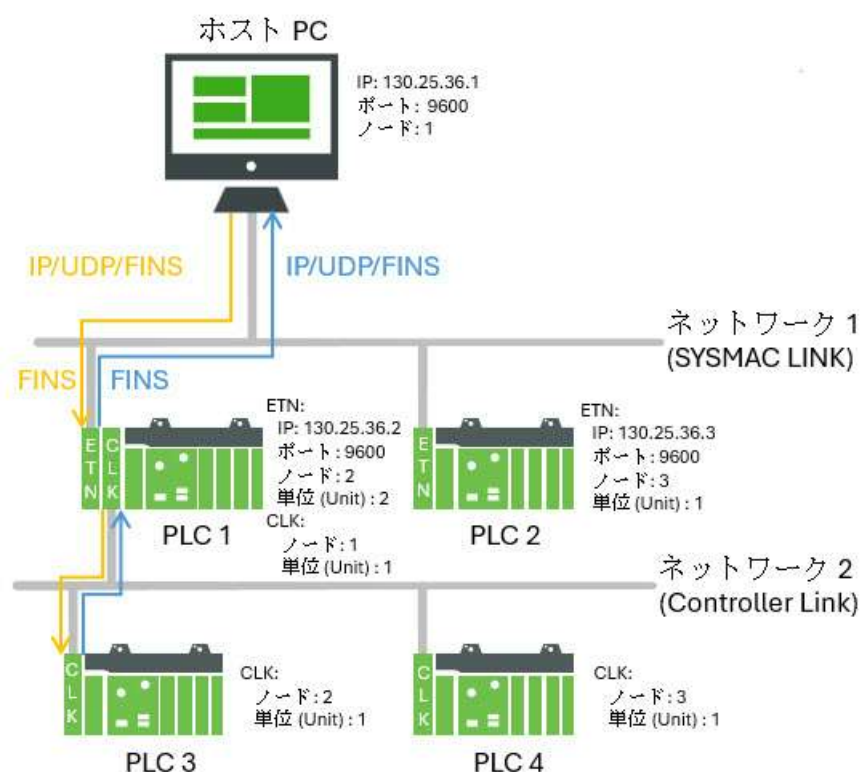 ホスト PC
IP: 130.25.36.1
ポート: 9600
ノード: 1
IP/UDP/FINS
IP/UDP/FINS
ネットワーク 1
(SYSMAC LINK)
FINS
FINS
ETN
CLK
ETN:
IP: 130.25.36.2
ポート: 9600
ノード: 2
単位 (Unit) : 2
CLK:
ノード: 1
単位 (Unit) : 1
PLC 1
ETN
ETN:
IP: 130.25.36.3
ポート: 9600
ノード: 3
単位 (Unit) : 1
PLC 2
ネットワーク 2
(Controller Link)
CLK
CLK:
ノード: 2
単位 (Unit) : 1
PLC 3
CLK
CLK:
ノード: 3
単位 (Unit) : 1
PLC 4